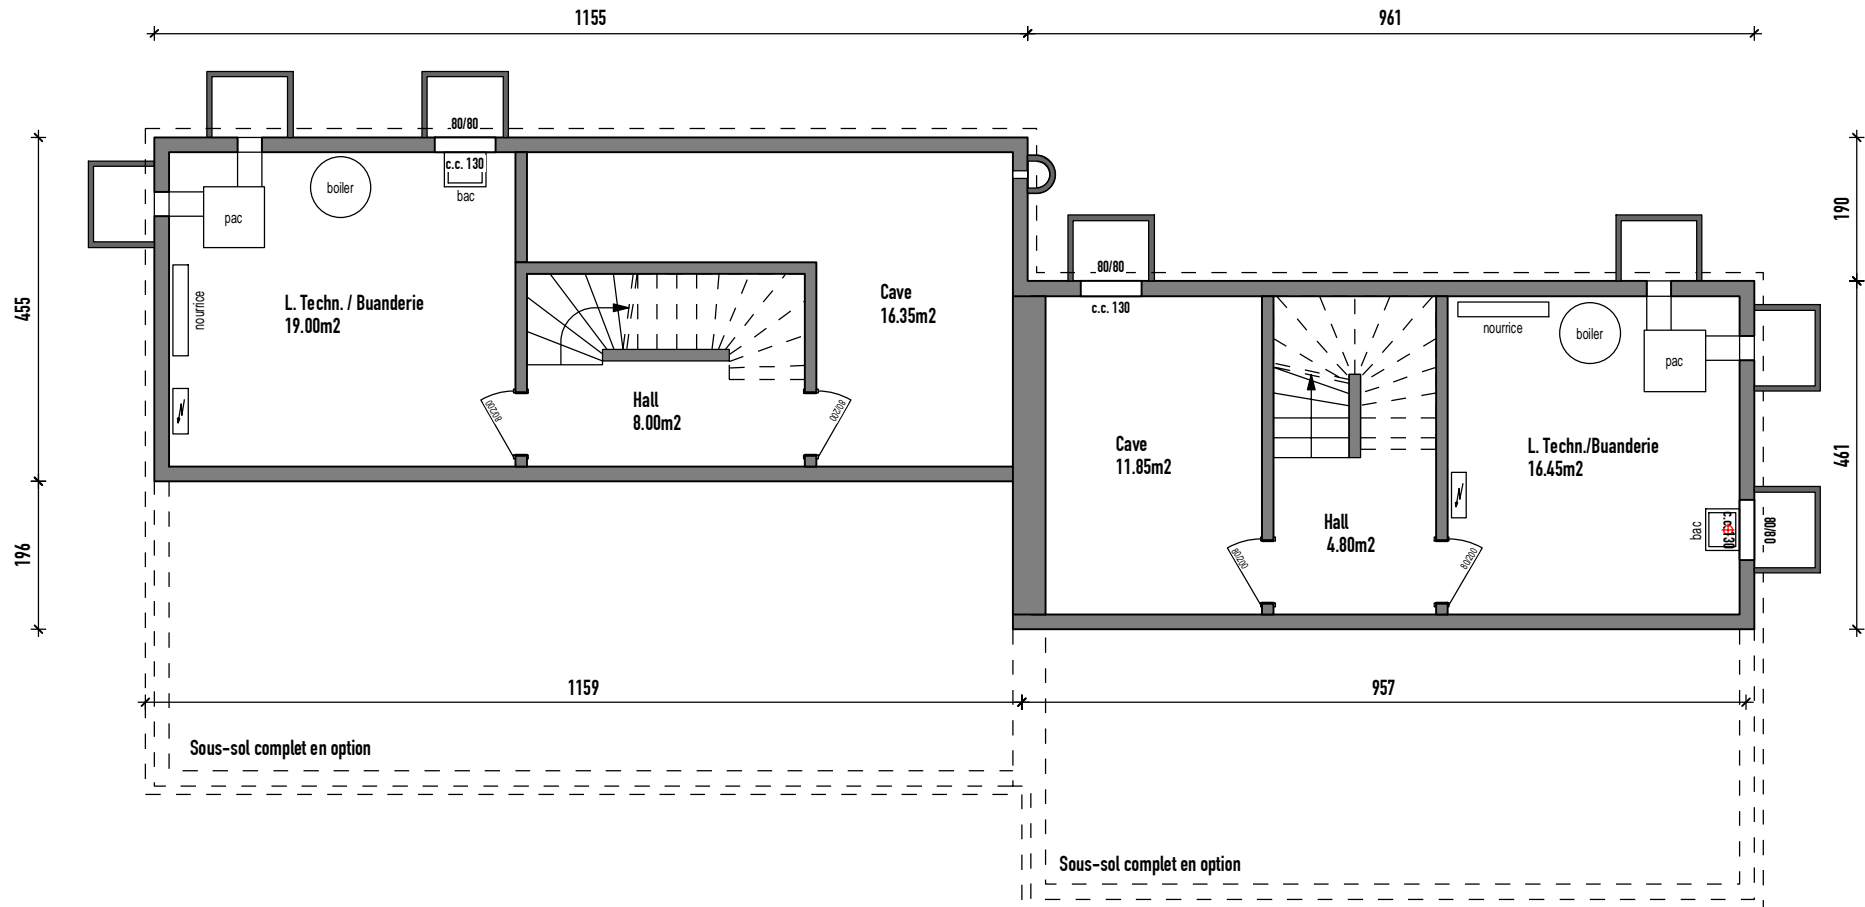 1155
961
80/80
c.c. 130
bac
boiler
pac
nourrice
L. Techn. / Buanderie
19.00m2
Cave
16.35m2
Hall
8.00m2
80/200
80/200
455
196
190
461
80/80
c.c. 130
nourrice
boiler
pac
Cave
11.85m2
L. Techn./Buanderie
16.45m2
Hall
4.80m2
80/200
80/200
bac
c.c. 130
80/80
1159
957
Sous-sol complet en option
Sous-sol complet en option